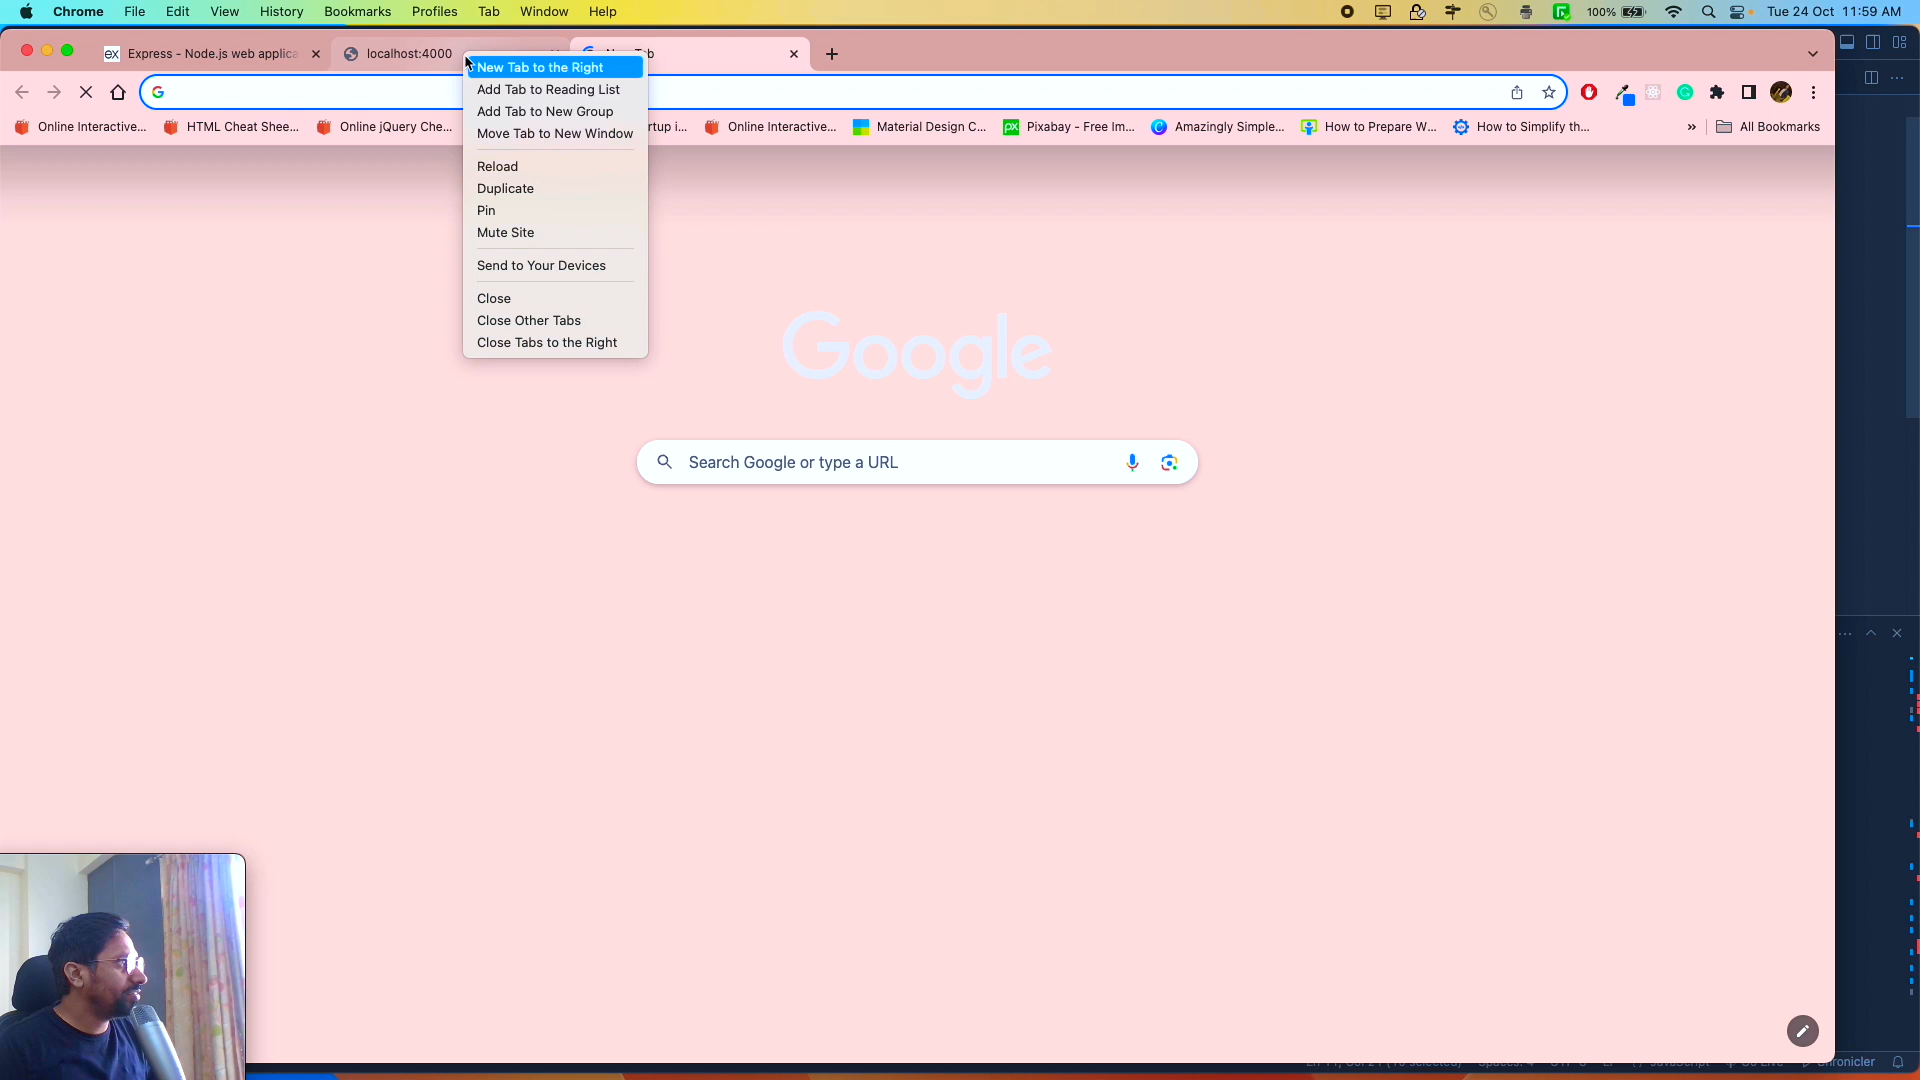 Chrome File Edit View History Bookmarks Profiles Tab Window Help 100% Tue 24 Oct 11:59 AM
ex Express - Node.js web applica localhost:4000
New Tab to the Right
Add Tab to Reading List
Add Tab to New Group
Move Tab to New Window
Reload
Duplicate
Pin
Mute Site
Send to Your Devices
Close
Close Other Tabs
Close Tabs to the Right
Online Interactive... HTML Cheat Shee... Online jQuery Che... rtup i... Online Interactive... Material Design C... px Pixabay - Free Im... Amazingly Simple... How to Prepare W... How to Simplify th... » All Bookmarks
Google
Search Google or type a URL